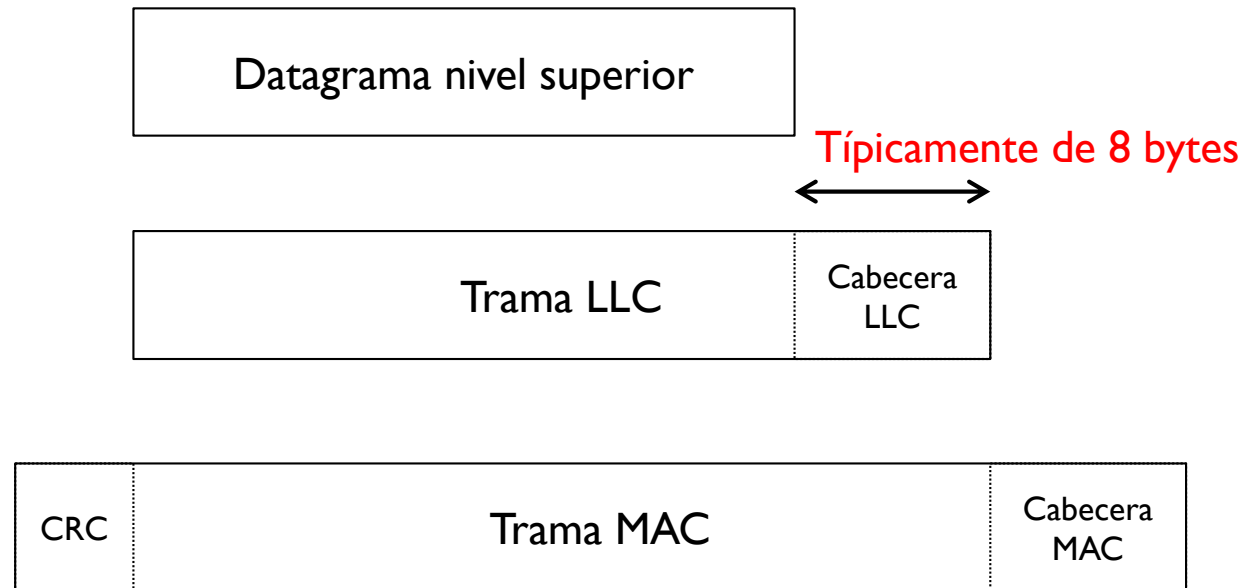 Datagrama nivel superior
Típicamente de 8 bytes
Trama LLC
Cabecera
LLC
CRC
Trama MAC
Cabecera
MAC